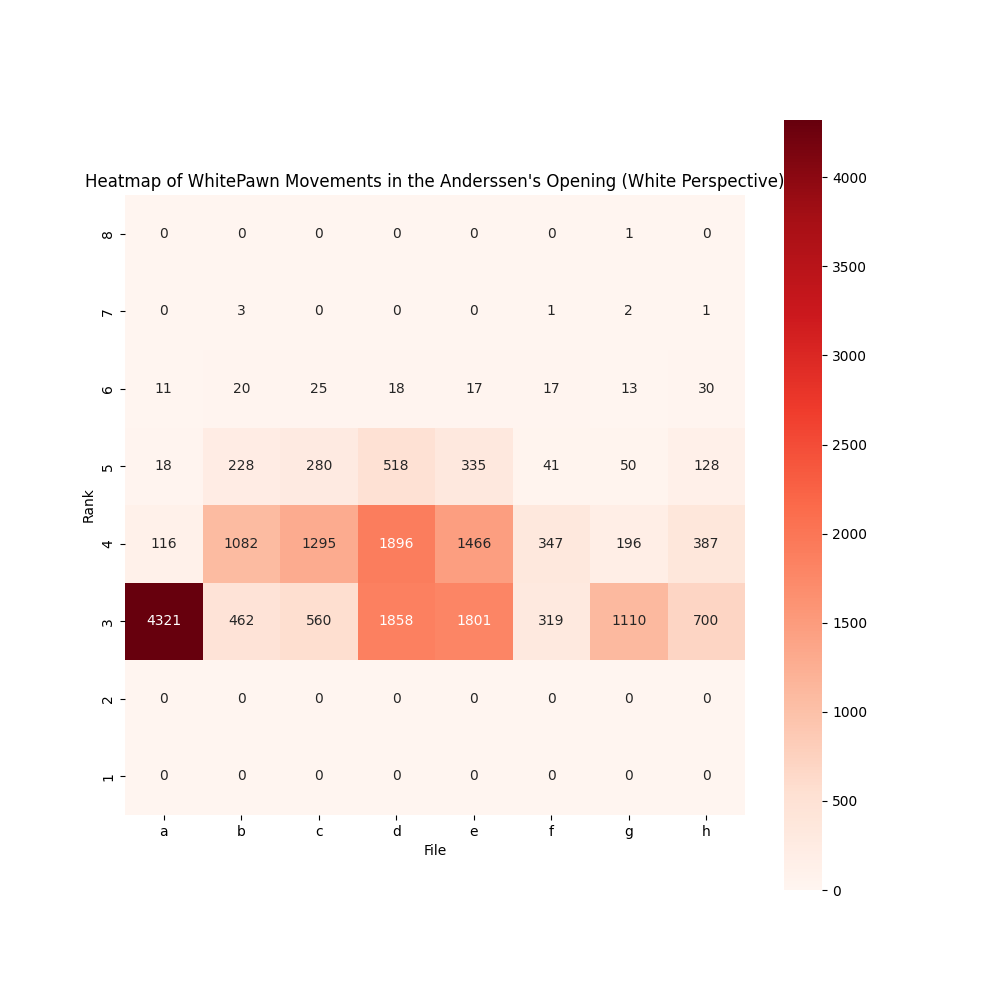 Heatmap of WhitePawn Movements in the Anderssen's Opening (White Perspective)
8 0 0 0 0 0 0 1 0
7 0 3 0 0 0 1 2 1
6 11 20 25 18 17 17 13 30
5 18 228 280 518 335 41 50 128
4 116 1082 1295 1896 1466 347 196 387
3 4321 462 560 1858 1801 319 1110 700
2 0 0 0 0 0 0 0 0
1 0 0 0 0 0 0 0 0
Rank
a b c d e f g h
File
4000
3500
3000
2500
2000
1500
1000
500
0